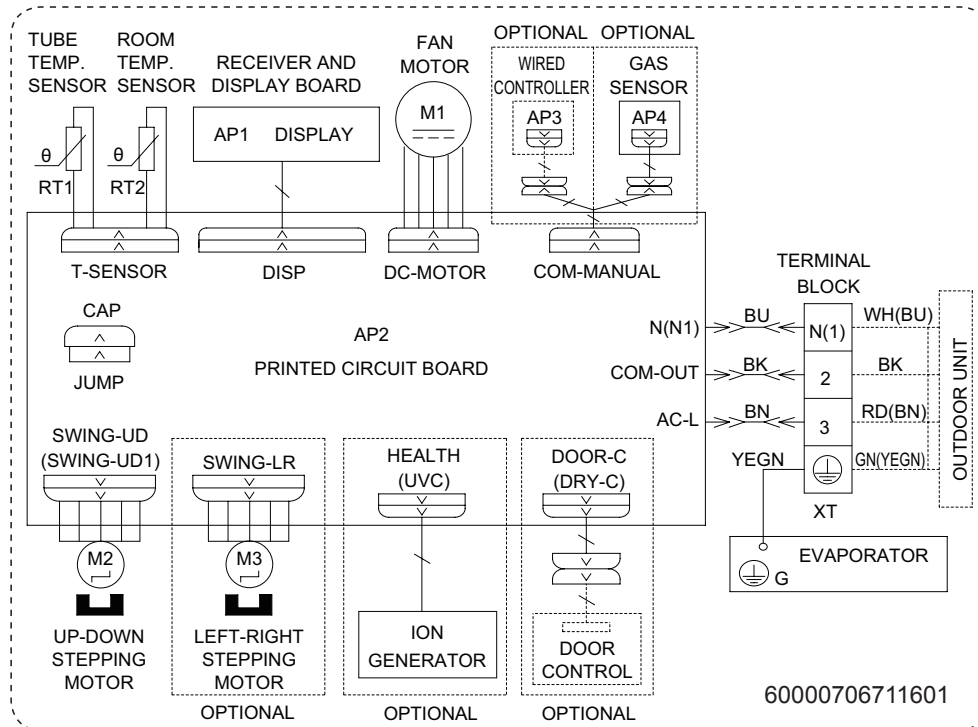 TUBE
TEMP.
SENSOR
ROOM
TEMP.
SENSOR
RECEIVER AND
DISPLAY BOARD
FAN
MOTOR
OPTIONAL
OPTIONAL
WIRED
CONTROLLER
GAS
SENSOR
AP1 DISPLAY
M1
AP3
AP4
θ
RT1
θ
RT2
T-SENSOR
DISP
DC-MOTOR
COM-MANUAL
CAP
JUMP
AP2
PRINTED CIRCUIT BOARD
TERMINAL
BLOCK
N(N1)
BU
N(1)
WH(BU)
COM-OUT
BK
2
BK
AC-L
BN
3
RD(BN)
YEGN
GN(YEGN)
XT
OUTDOOR UNIT
EVAPORATOR
G
SWING-UD
(SWING-UD1)
SWING-LR
HEALTH
(UVC)
DOOR-C
(DRY-C)
M2
M3
UP-DOWN
STEPPING
MOTOR
LEFT-RIGHT
STEPPING
MOTOR
ION
GENERATOR
DOOR
CONTROL
OPTIONAL
OPTIONAL
OPTIONAL
60000706711601